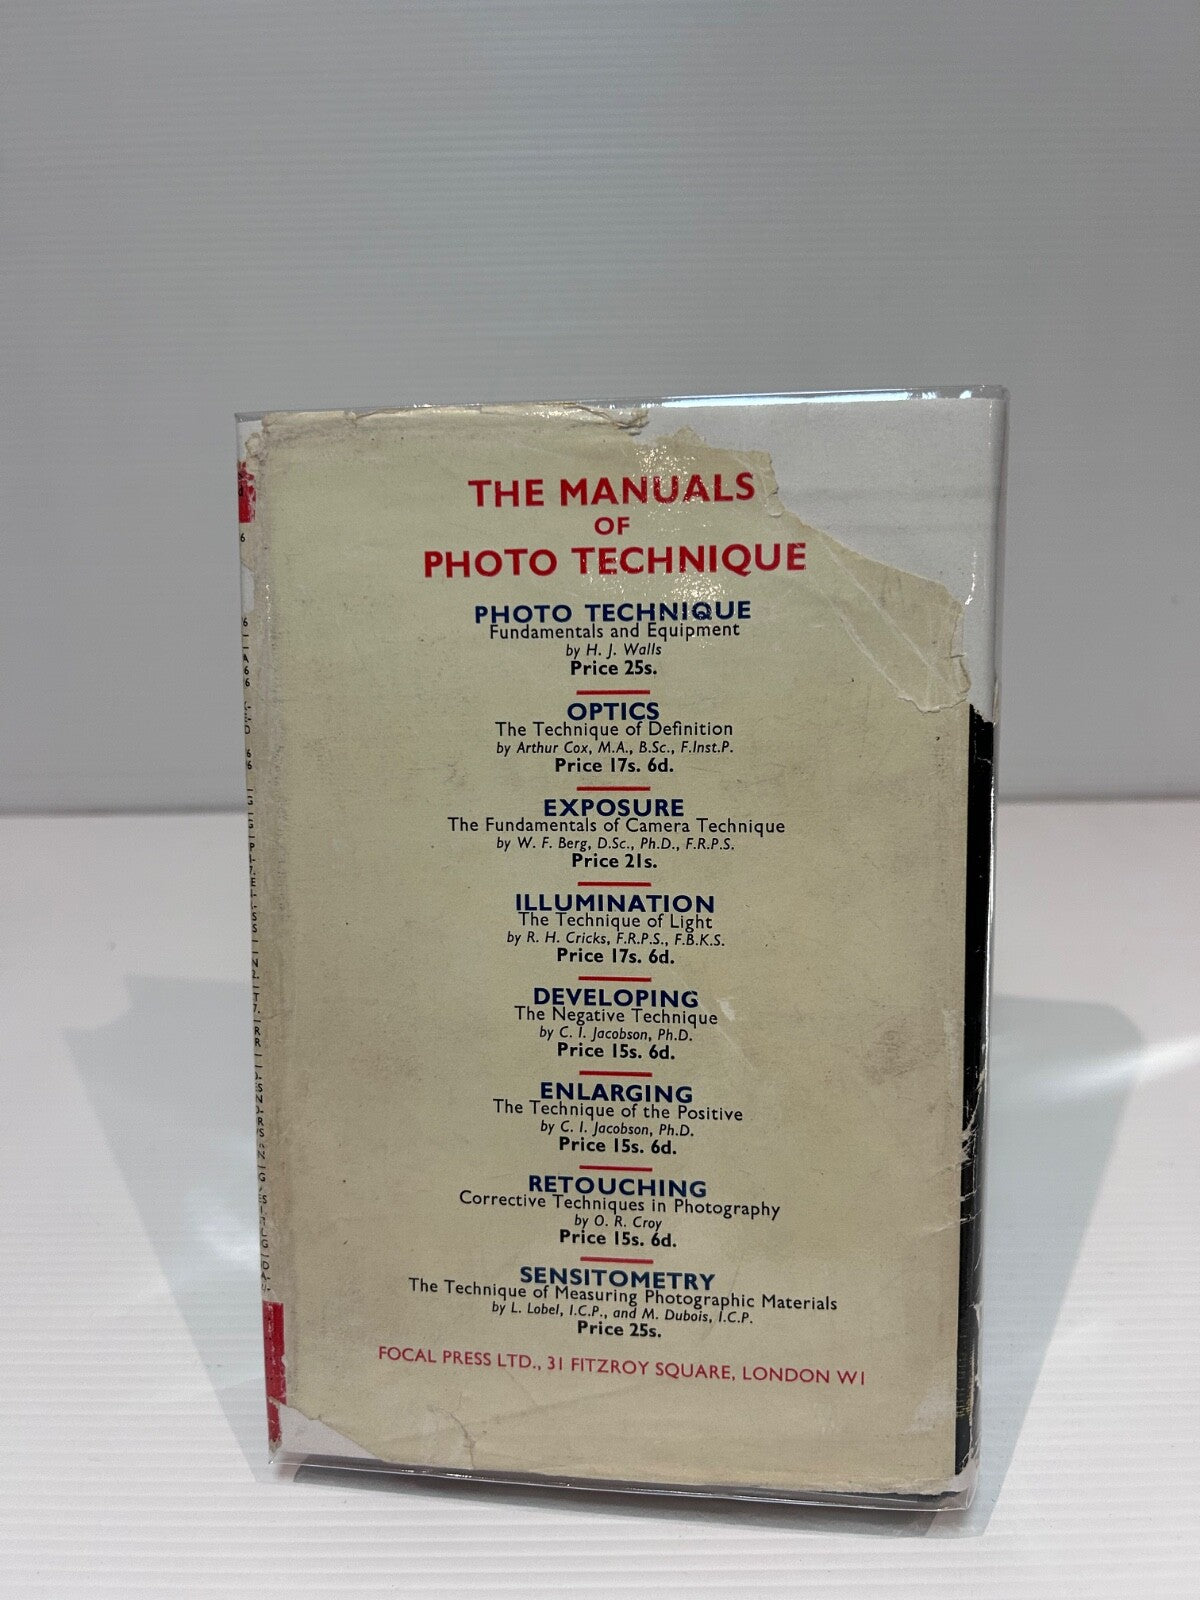 THE MANUALS
OF
PHOTO TECHNIQUE
PHOTO TECHNIQUE
Fundamentals and Equipment
by H. J. Walls
Price 25s.
OPTICS
The Technique of Definition
by Arthur Cox, M.A., B.Sc., F.Inst.P.
Price 17s. 6d.
EXPOSURE
The Fundamentals of Camera Technique
by W. F. Berg, D.Sc., Ph.D., F.R.P.S.
Price 21s.
ILLUMINATION
The Technique of Light
by R. H. Cricks, F.R.P.S., F.B.K.S.
Price 17s. 6d.
DEVELOPING
The Negative Technique
by C. I. Jacobson, Ph.D.
Price 15s. 6d.
ENLARGING
The Technique of the Positive
by C. I. Jacobson, Ph.D.
Price 15s. 6d.
RETOUCHING
Corrective Techniques in Photography
by O. R. Croy
Price 15s. 6d.
SENSITOMETRY
The Technique of Measuring Photographic Materials
by L. Lobel, I.C.P., and M. Dubois, I.C.P.
Price 25s.
FOCAL PRESS LTD., 31 FITZROY SQUARE, LONDON W1